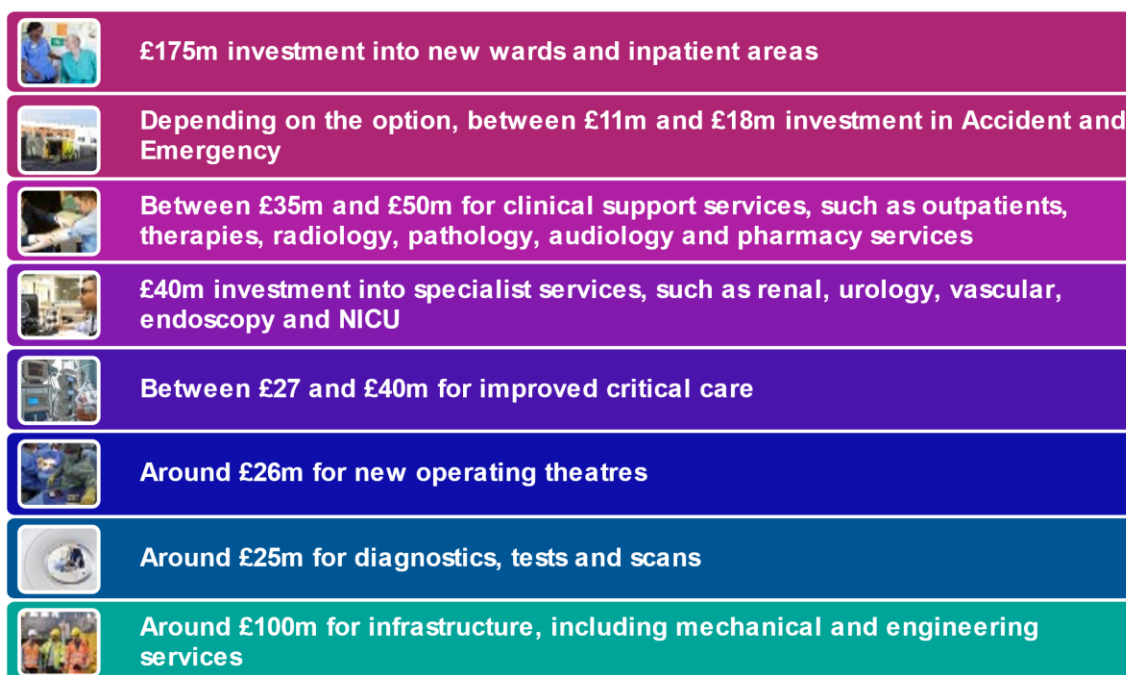 £175m investment into new wards and inpatient areas
Depending on the option, between £11m and £18m investment in Accident and
Emergency
Between £35m and £50m for clinical support services, such as outpatients,
therapies, radiology, pathology, audiology and pharmacy services
£40m investment into specialist services, such as renal, urology, vascular,
endoscopy and NICU
Between £27 and £40m for improved critical care
Around £26m for new operating theatres
Around £25m for diagnostics, tests and scans
Around £100m for infrastructure, including mechanical and engineering
services